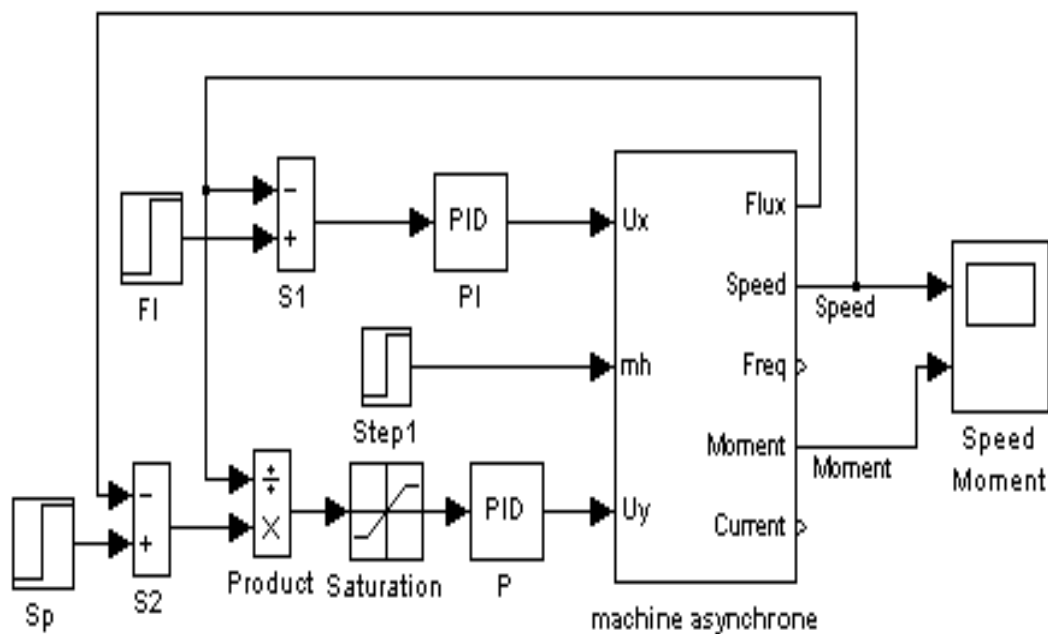 Flux
−
Fl
+
S1
PID
PI
Ux
Speed
Speed
mh
Freq
Step1
Moment
Moment
Speed
Moment
Sp
−
+
S2
÷
×
Product
Saturation
PID
P
Uy
Current
machine asynchrone